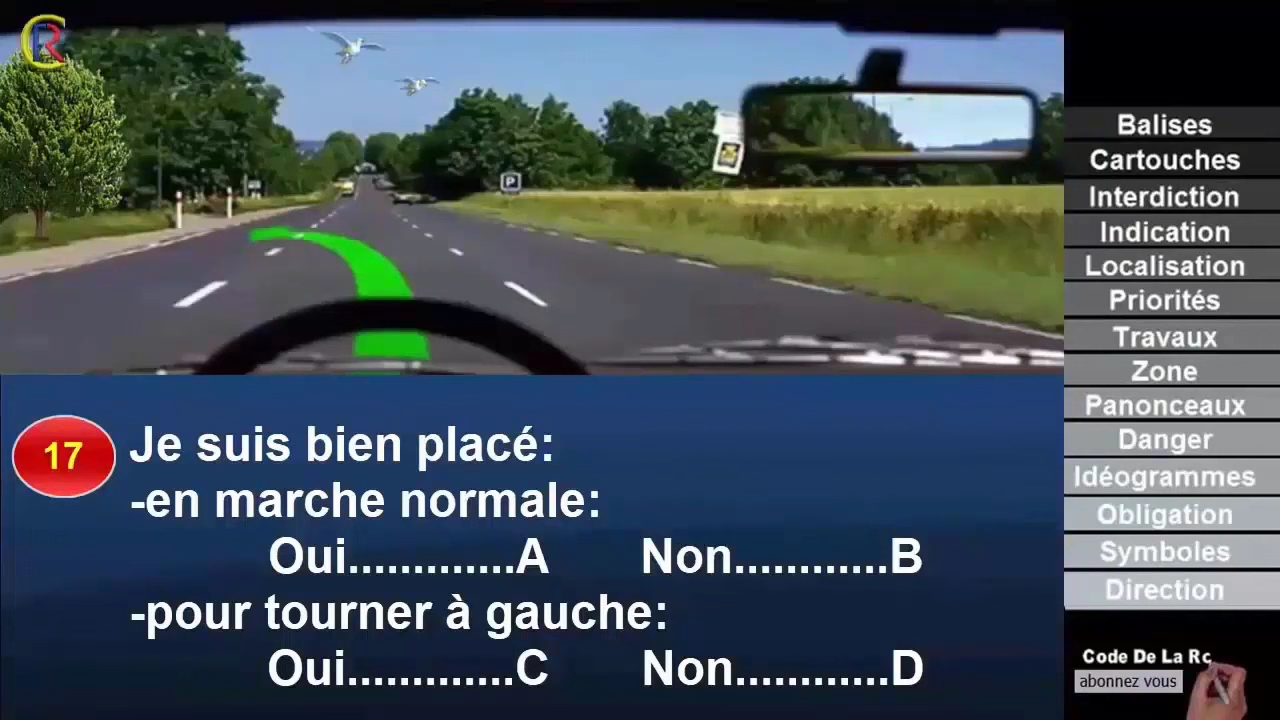 CR
P
17
Je suis bien placé:
-en marche normale:
Oui.............A Non............B
-pour tourner à gauche:
Oui.............C Non............D
Balises
Cartouches
Interdiction
Indication
Localisation
Priorités
Travaux
Zone
Panonceaux
Danger
Idéogrammes
Obligation
Symboles
Direction
Code De La Rc
abonnez vous